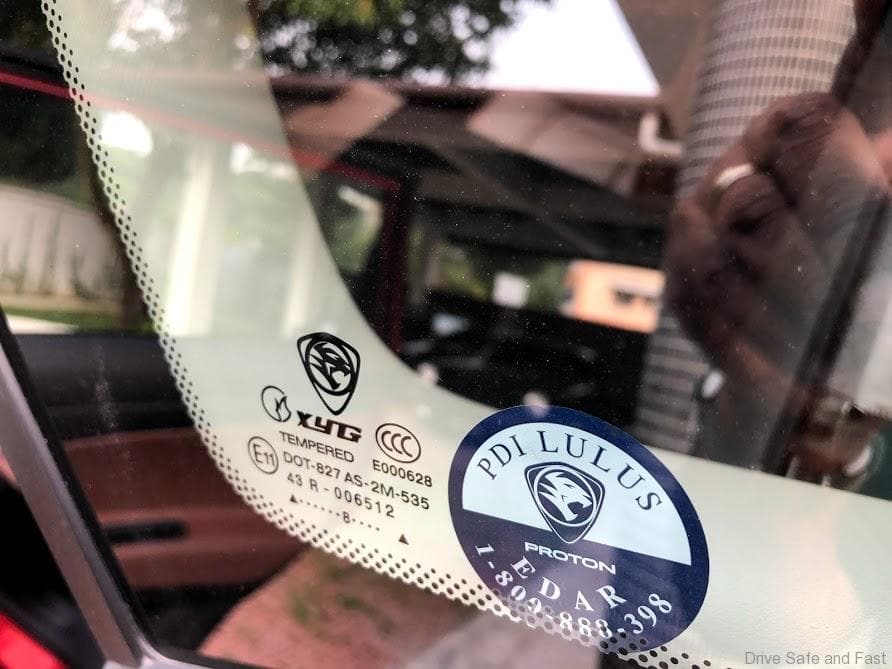 XYG CCC
TEMPERED E000628
E11 DOT-827 AS-2M-535
43 R - 006512
▲······8····
▲
PDI LULUS
PROTON
EDAR
1-800-888-398
Drive Safe and Fast